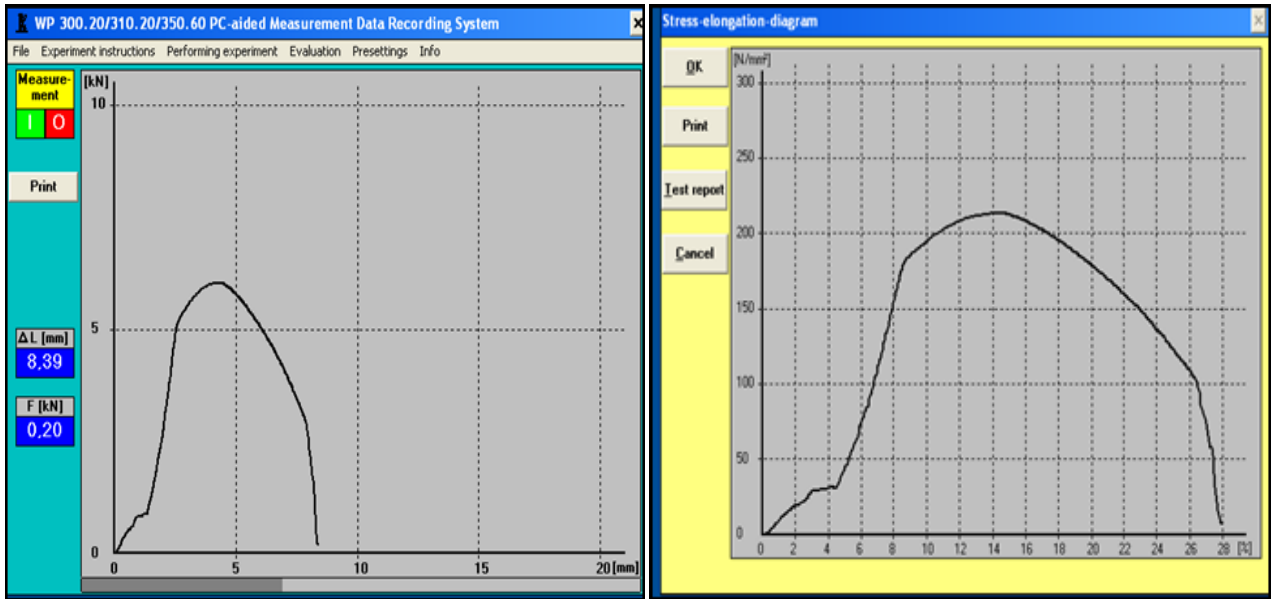 WP 300.20/310.20/350.60 PC-aided Measurement Data Recording System
File Experiment instructions Performing experiment Evaluation Presettings Info
Measure-
ment
I O
Print
ΔL [mm]
8,39
F [kN]
0,20
[kN]
10
5
0
0 5 10 15 20 [mm]
Stress-elongation-diagram
OK
Print
Test report
Cancel
[N/mm²]
300
250
200
150
100
50
0
0 2 4 6 8 10 12 14 16 18 20 22 24 26 28 [%]